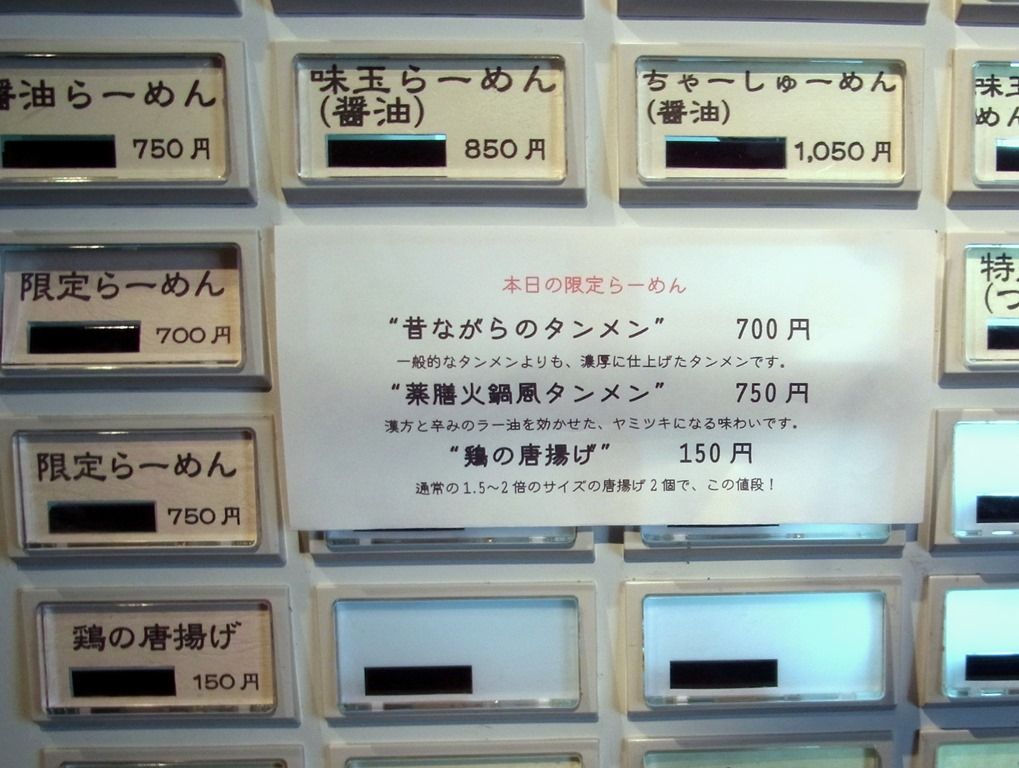 油らーめん
750円
味玉らーめん
(醤油)
850円
ちゃーしゅーめん
(醤油)
1,050円
味玉
めん
限定らーめん
700円
本日の限定らーめん
“昔ながらのタンメン” 700円
一般的なタンメンよりも、濃厚に仕上げたタンメンです。
“薬膳火鍋風タンメン” 750円
漢方と辛みのラー油を効かせた、ヤミツキになる味わいです。
“鶏の唐揚げ” 150円
通常の1.5〜2倍のサイズの唐揚げ2個で、この値段！
限定らーめん
750円
鶏の唐揚げ
150円